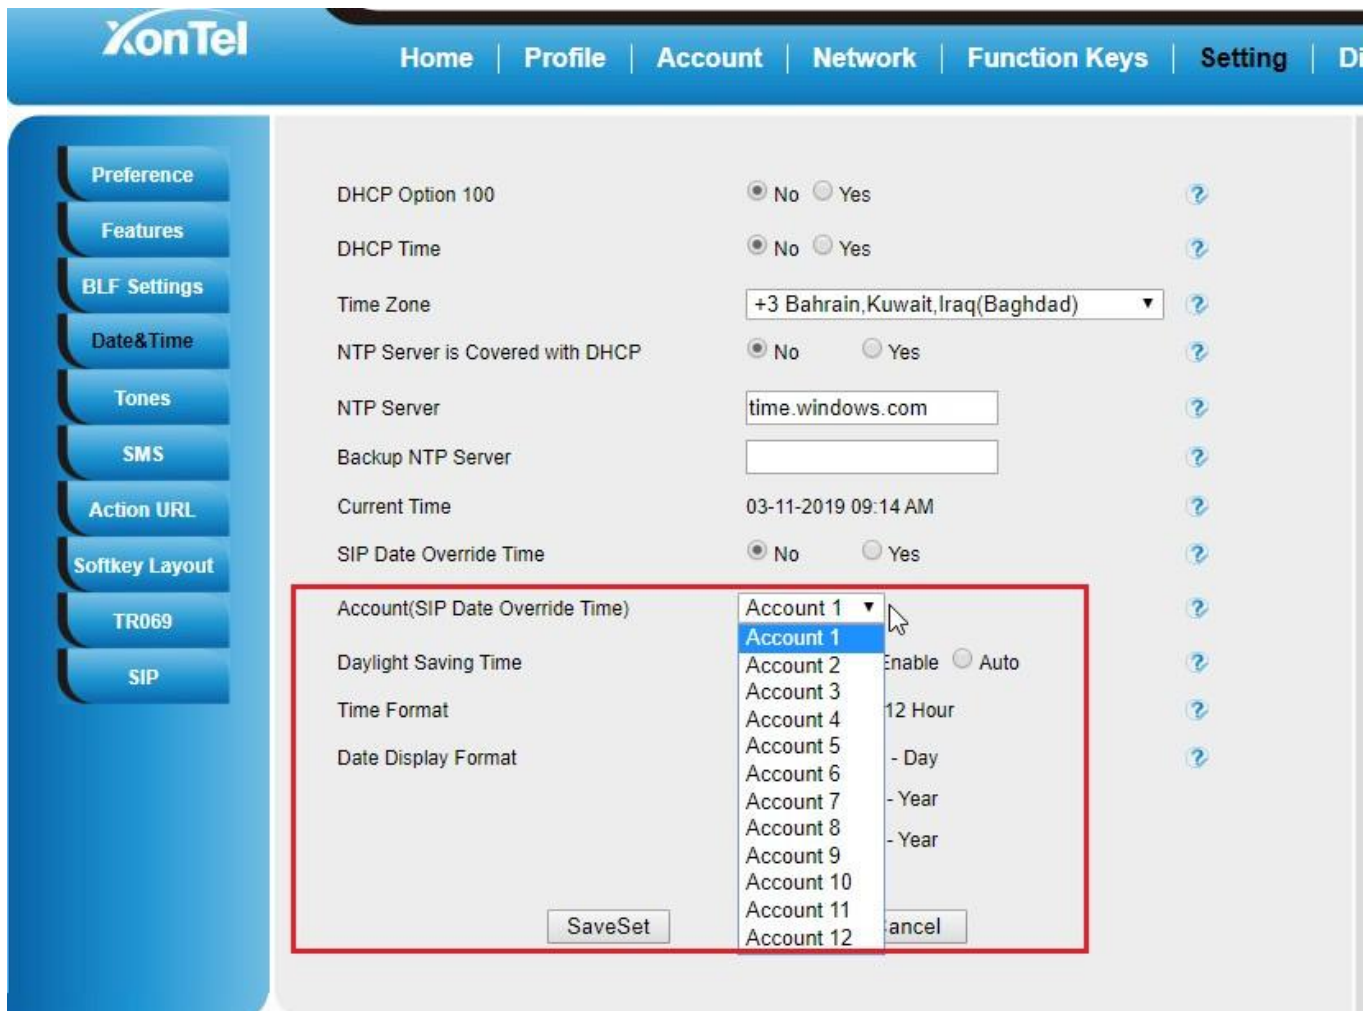 XonTel
Home Profile Account Network Function Keys Setting Di
Preference
Features
BLF Settings
Date&Time
Tones
SMS
Action URL
Softkey Layout
TR069
SIP
DHCP Option 100 No Yes
DHCP Time No Yes
Time Zone +3 Bahrain,Kuwait,Iraq(Baghdad)
NTP Server is Covered with DHCP No Yes
NTP Server time.windows.com
Backup NTP Server
Current Time 03-11-2019 09:14 AM
SIP Date Override Time No Yes
Account(SIP Date Override Time) Account 1
Account 1
Daylight Saving Time Account 2 Enable Auto
Account 3
Time Format Account 4 12 Hour
Account 5
Date Display Format Account 6 - Day
Account 7 - Year
Account 8 - Year
Account 9
Account 10
Account 11
SaveSet Account 12 ancel